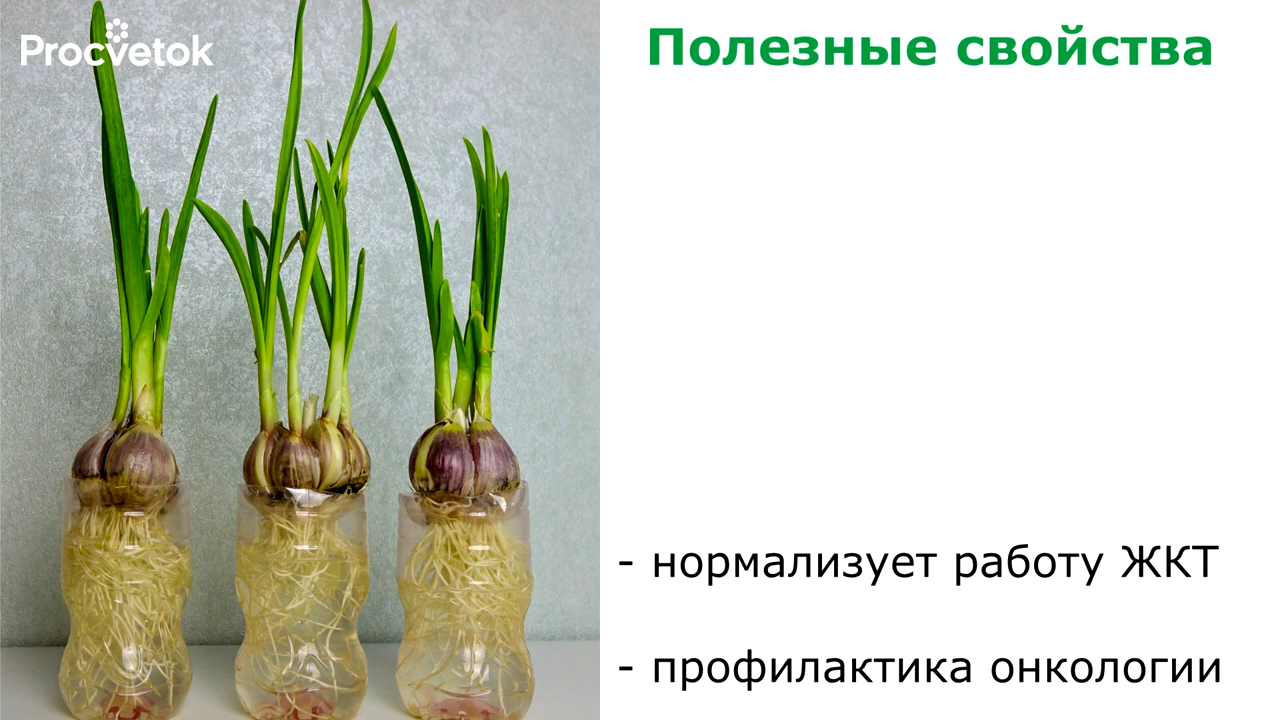 Procvetok
Полезные свойства
- нормализует работу ЖКТ
- профилактика онкологии